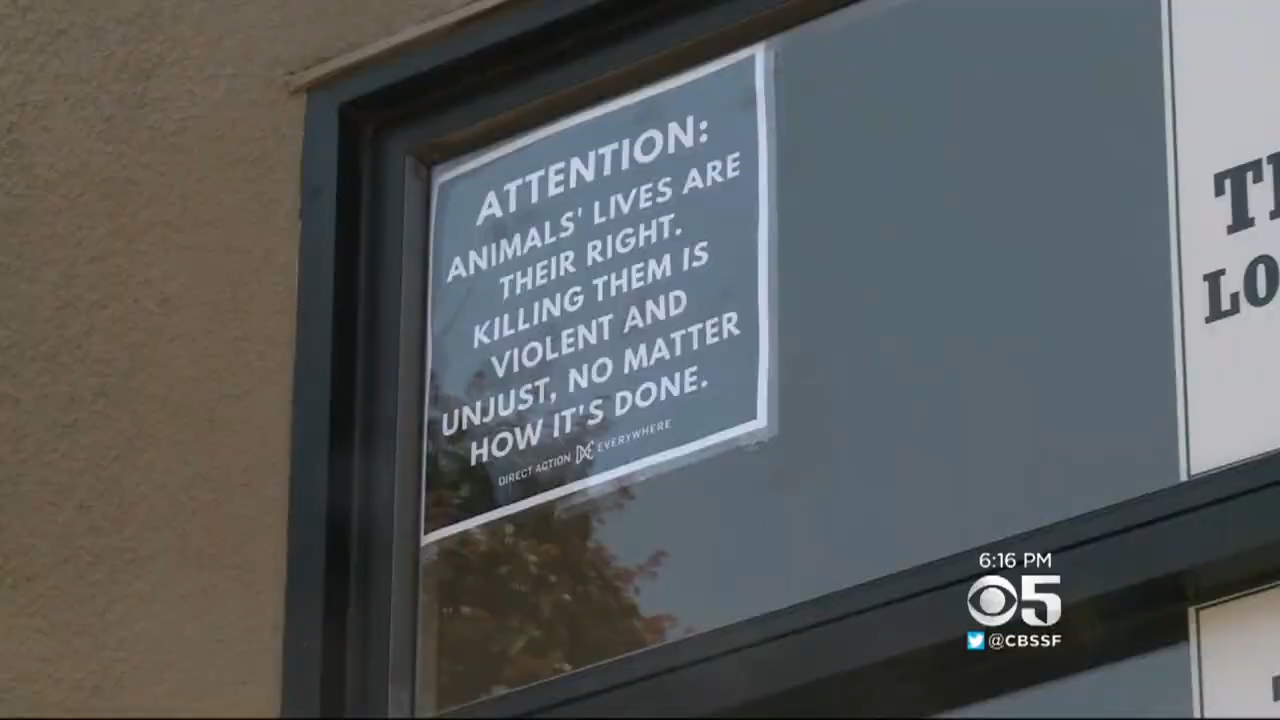 ATTENTION:
ANIMALS' LIVES ARE
THEIR RIGHT.
KILLING THEM IS
VIOLENT AND
UNJUST, NO MATTER
HOW IT'S DONE.
DIRECT ACTION EVERYWHERE
6:16 PM
5
@CBSSF